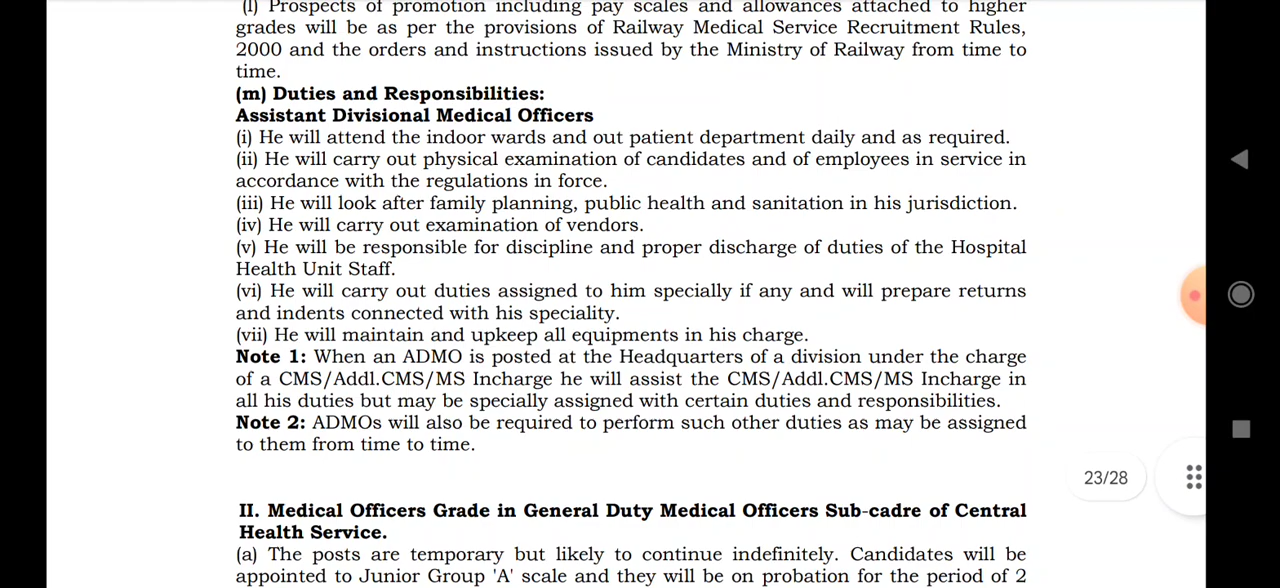 (l) Prospects of promotion including pay scales and allowances attached to higher
grades will be as per the provisions of Railway Medical Service Recruitment Rules,
2000 and the orders and instructions issued by the Ministry of Railway from time to
time.
(m) Duties and Responsibilities:
Assistant Divisional Medical Officers
(i) He will attend the indoor wards and out patient department daily and as required.
(ii) He will carry out physical examination of candidates and of employees in service in
accordance with the regulations in force.
(iii) He will look after family planning, public health and sanitation in his jurisdiction.
(iv) He will carry out examination of vendors.
(v) He will be responsible for discipline and proper discharge of duties of the Hospital
Health Unit Staff.
(vi) He will carry out duties assigned to him specially if any and will prepare returns
and indents connected with his speciality.
(vii) He will maintain and upkeep all equipments in his charge.
Note 1: When an ADMO is posted at the Headquarters of a division under the charge
of a CMS/Addl.CMS/MS Incharge he will assist the CMS/Addl.CMS/MS Incharge in
all his duties but may be specially assigned with certain duties and responsibilities.
Note 2: ADMOs will also be required to perform such other duties as may be assigned
to them from time to time.
23/28
II. Medical Officers Grade in General Duty Medical Officers Sub-cadre of Central
Health Service.
(a) The posts are temporary but likely to continue indefinitely. Candidates will be
appointed to Junior Group 'A' scale and they will be on probation for the period of 2